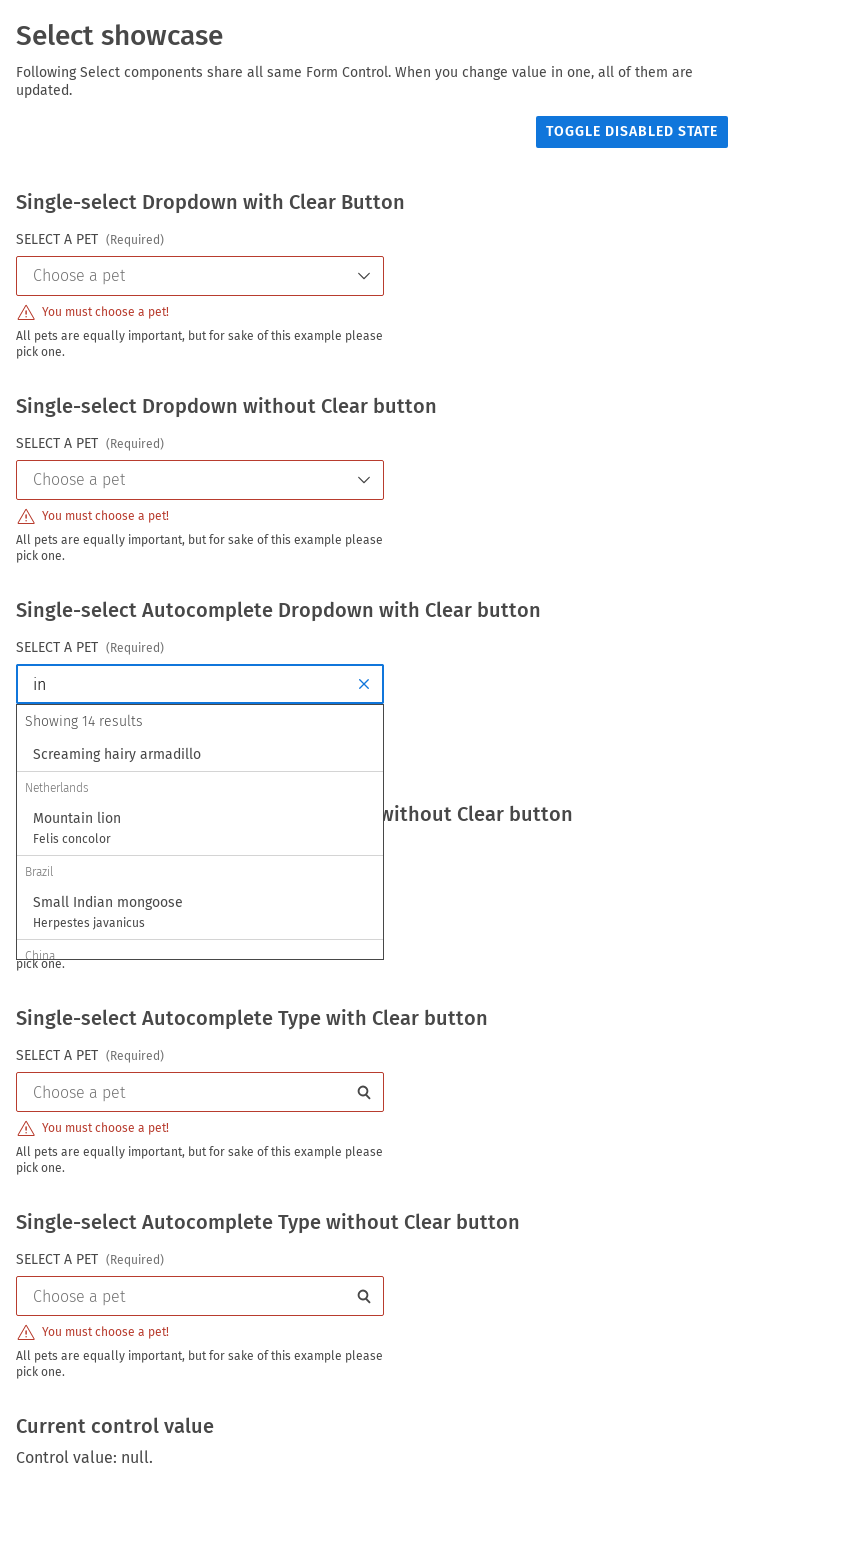 Select showcase
Following Select components share all same Form Control. When you change value in one, all of them are
updated.
TOGGLE DISABLED STATE
Single-select Dropdown with Clear Button
SELECT A PET (Required)
Choose a pet
You must choose a pet!
All pets are equally important, but for sake of this example please
pick one.
Single-select Dropdown without Clear button
SELECT A PET (Required)
Choose a pet
You must choose a pet!
All pets are equally important, but for sake of this example please
pick one.
Single-select Autocomplete Dropdown with Clear button
SELECT A PET (Required)
in
Showing 14 results
Screaming hairy armadillo
Netherlands
without Clear button
Mountain lion
Felis concolor
Brazil
Small Indian mongoose
Herpestes javanicus
China
pick one.
Single-select Autocomplete Type with Clear button
SELECT A PET (Required)
Choose a pet
You must choose a pet!
All pets are equally important, but for sake of this example please
pick one.
Single-select Autocomplete Type without Clear button
SELECT A PET (Required)
Choose a pet
You must choose a pet!
All pets are equally important, but for sake of this example please
pick one.
Current control value
Control value: null.